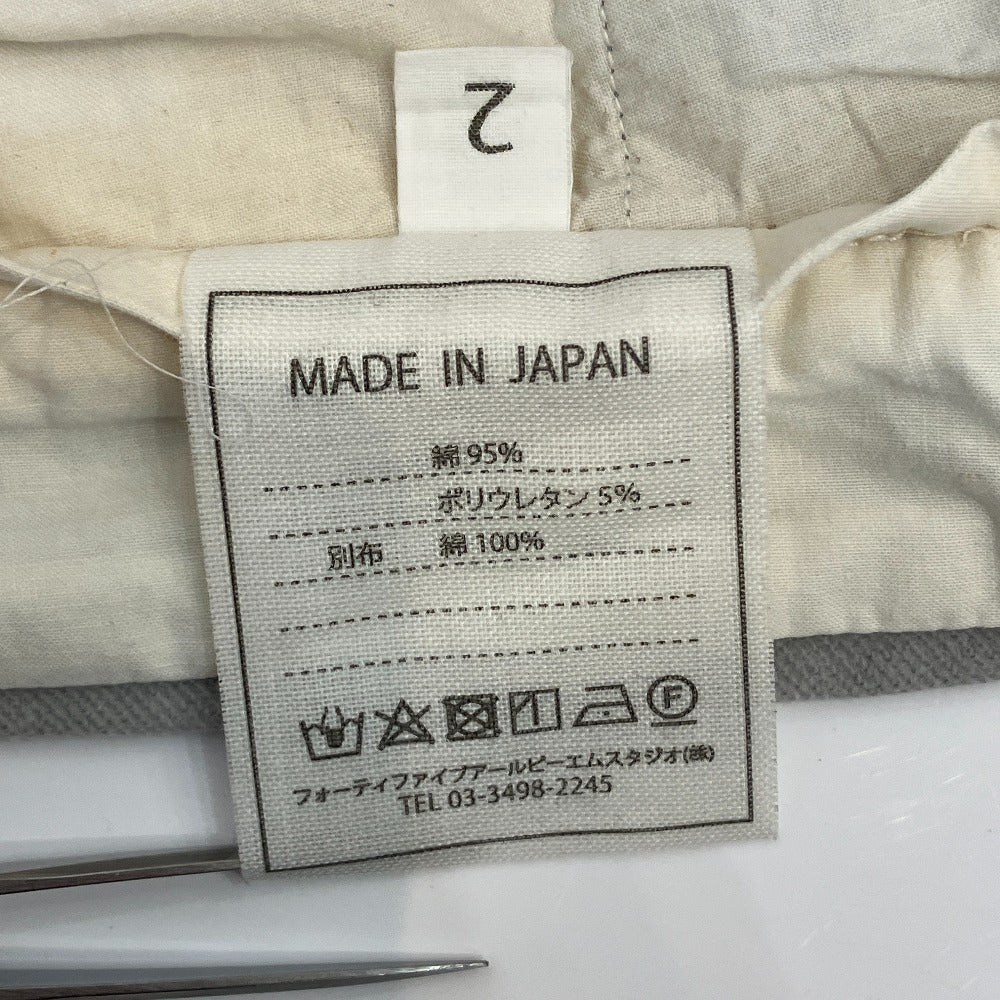 2
MADE IN JAPAN
綿 95%
ポリウレタン 5%
別布 綿 100%
F
フォーティファイブアールピーエムスタジオ(株)
TEL 03-3498-2245